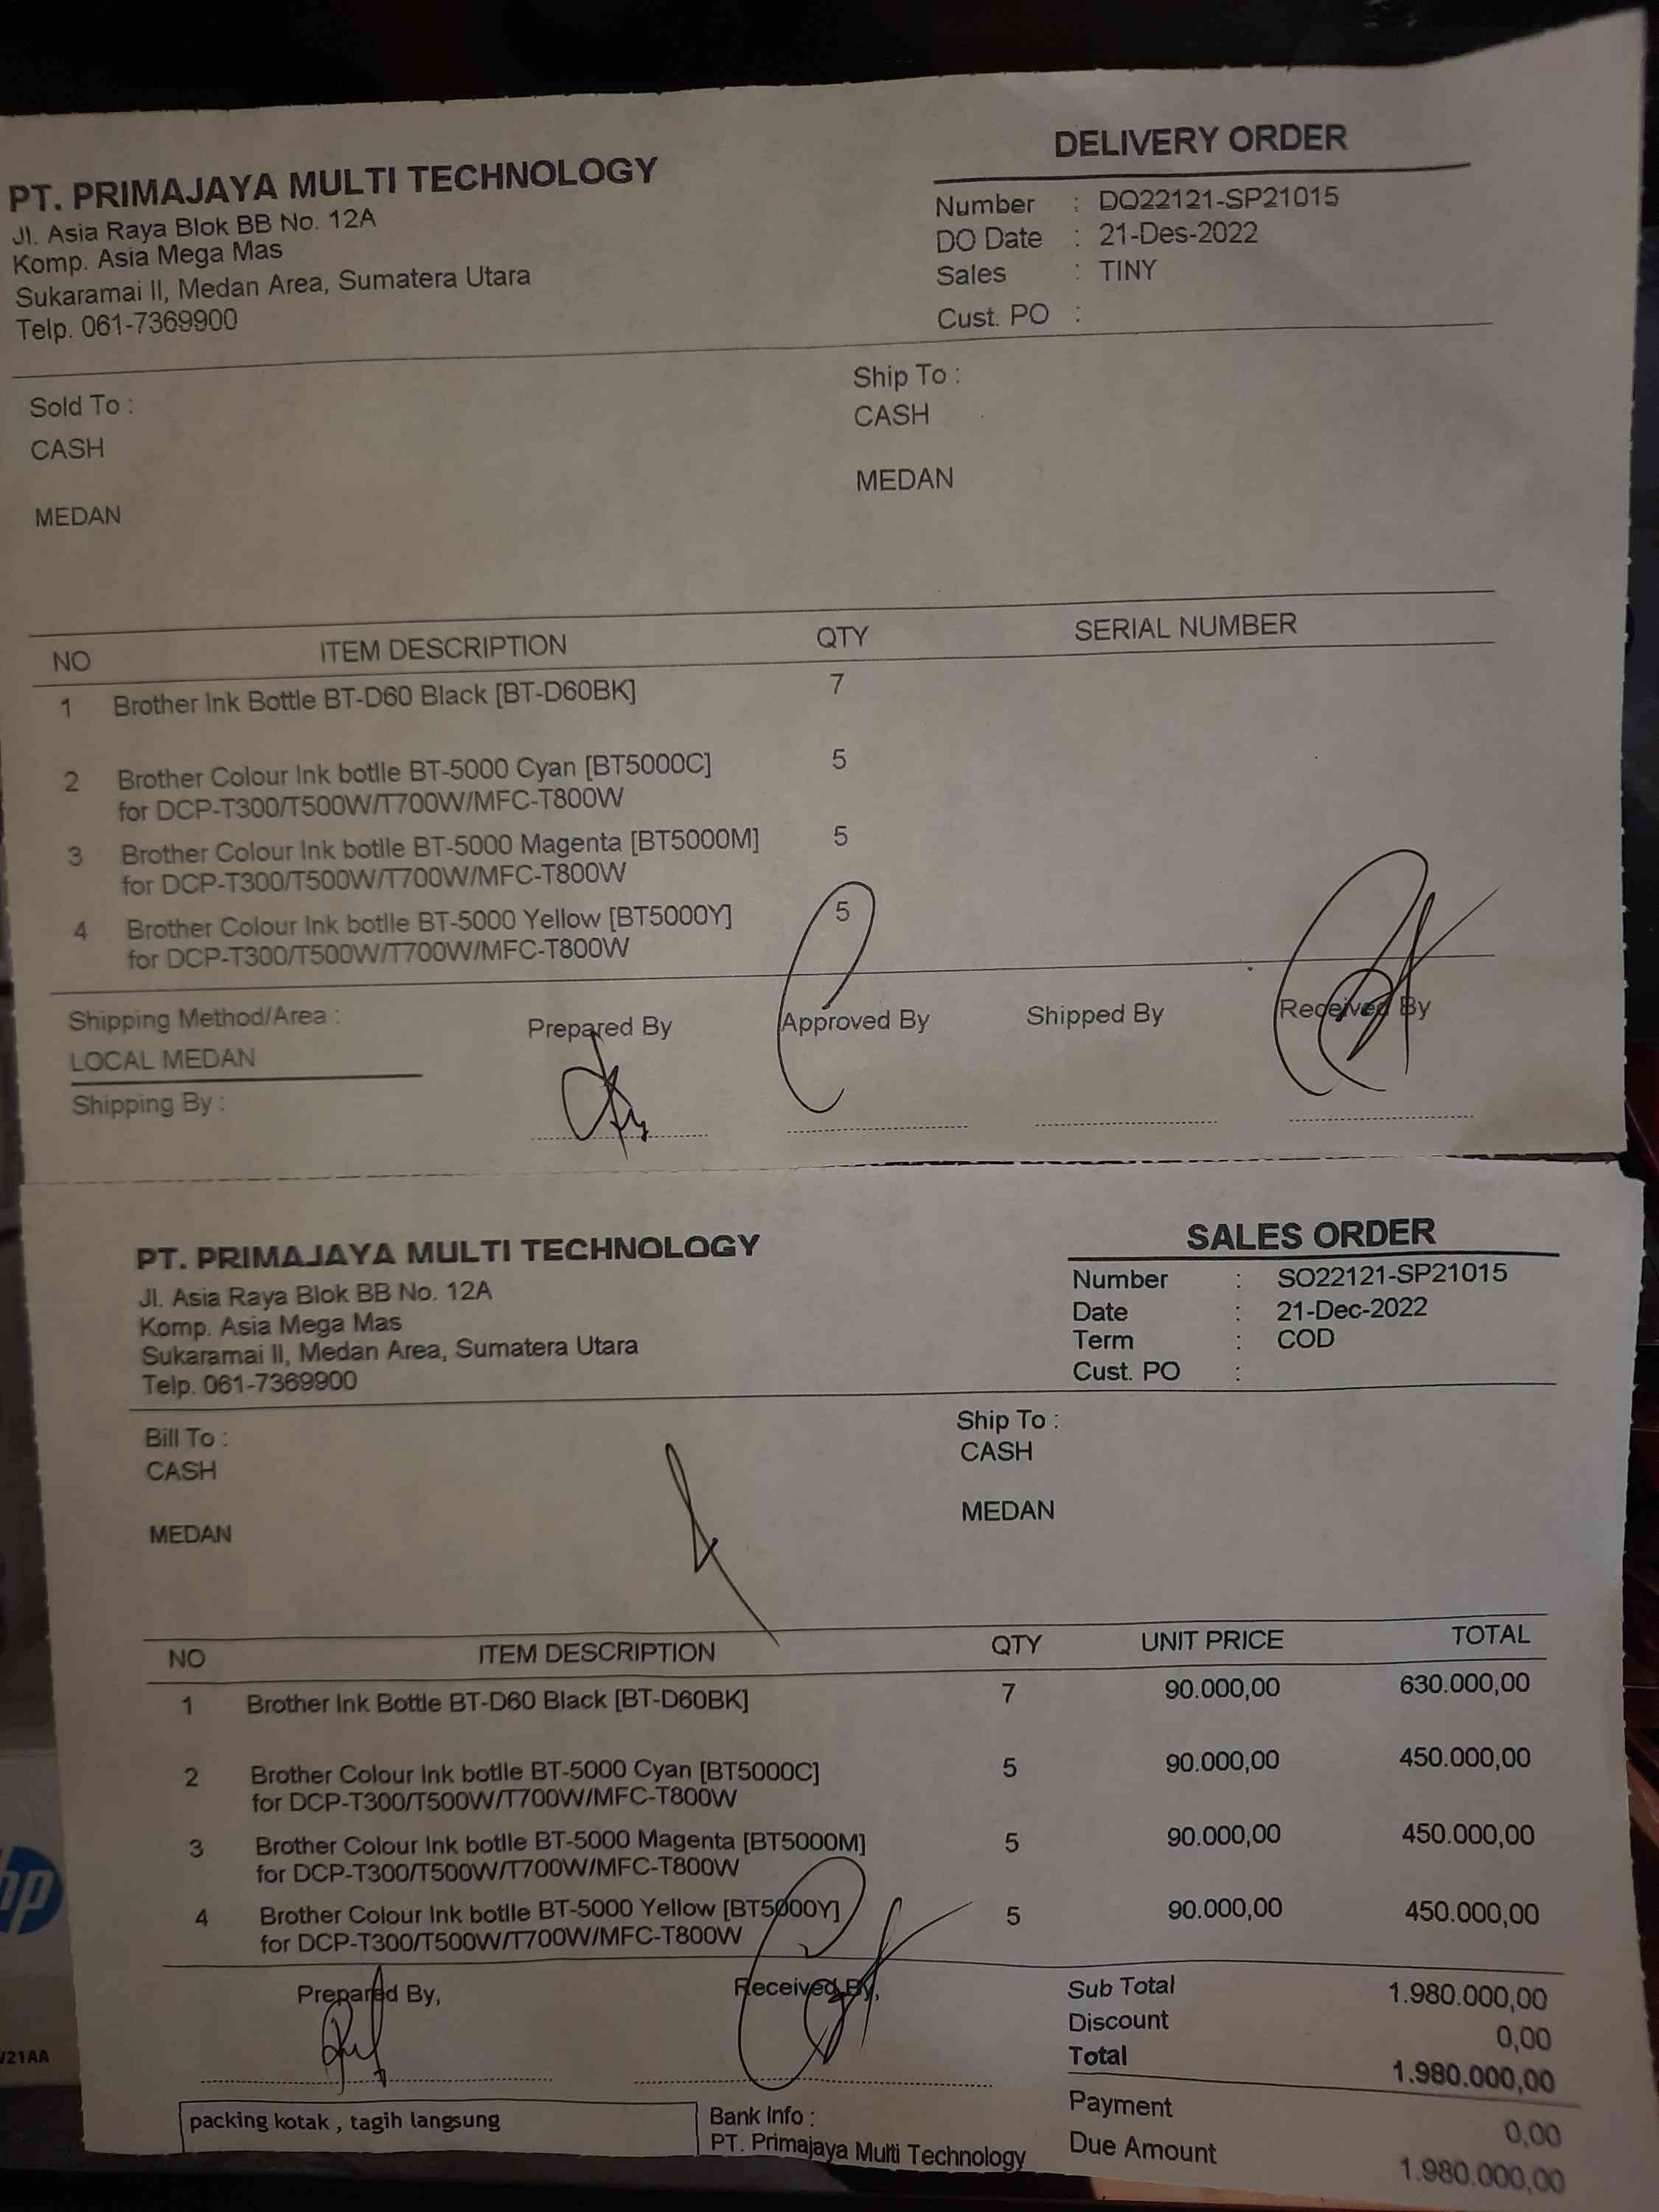 DELIVERY ORDER
PT. PRIMAJAYA MULTI TECHNOLOGY
Jl. Asia Raya Blok BB No. 12A
Komp. Asia Mega Mas
Sukaramai II, Medan Area, Sumatera Utara
Telp. 061-7369900
Number : DO22121-SP21015
DO Date : 21-Des-2022
Sales : TINY
Cust. PO :
Sold To :
CASH
MEDAN
Ship To :
CASH
MEDAN
NO ITEM DESCRIPTION QTY SERIAL NUMBER
1 Brother Ink Bottle BT-D60 Black [BT-D60BK] 7
2 Brother Colour Ink botlle BT-5000 Cyan [BT5000C] 5
for DCP-T300/T500W/T700W/MFC-T800W
3 Brother Colour Ink botlle BT-5000 Magenta [BT5000M] 5
for DCP-T300/T500W/T700W/MFC-T800W
4 Brother Colour Ink botlle BT-5000 Yellow [BT5000Y] 5
for DCP-T300/T500W/T700W/MFC-T800W
Shipping Method/Area :
LOCAL MEDAN
Shipping By :
Prepared By Approved By Shipped By Received By
SALES ORDER
PT. PRIMAJAYA MULTI TECHNOLOGY
Jl. Asia Raya Blok BB No. 12A
Komp. Asia Mega Mas
Sukaramai II, Medan Area, Sumatera Utara
Telp. 061-7369900
Number : SO22121-SP21015
Date : 21-Dec-2022
Term : COD
Cust. PO :
Bill To :
CASH
MEDAN
Ship To :
CASH
MEDAN
NO ITEM DESCRIPTION QTY UNIT PRICE TOTAL
1 Brother Ink Bottle BT-D60 Black [BT-D60BK] 7 90.000,00 630.000,00
2 Brother Colour Ink botlle BT-5000 Cyan [BT5000C] 5 90.000,00 450.000,00
for DCP-T300/T500W/T700W/MFC-T800W
3 Brother Colour Ink botlle BT-5000 Magenta [BT5000M] 5 90.000,00 450.000,00
for DCP-T300/T500W/T700W/MFC-T800W
4 Brother Colour Ink botlle BT-5000 Yellow [BT5000Y] 5 90.000,00 450.000,00
for DCP-T300/T500W/T700W/MFC-T800W
Prepared By, Received By,
Sub Total 1.980.000,00
Discount 0,00
Total 1.980.000,00
Payment 0,00
Due Amount 1.980.000,00
packing kotak , tagih langsung
Bank Info :
PT. Primajaya Multi Technology
hp
V21AA